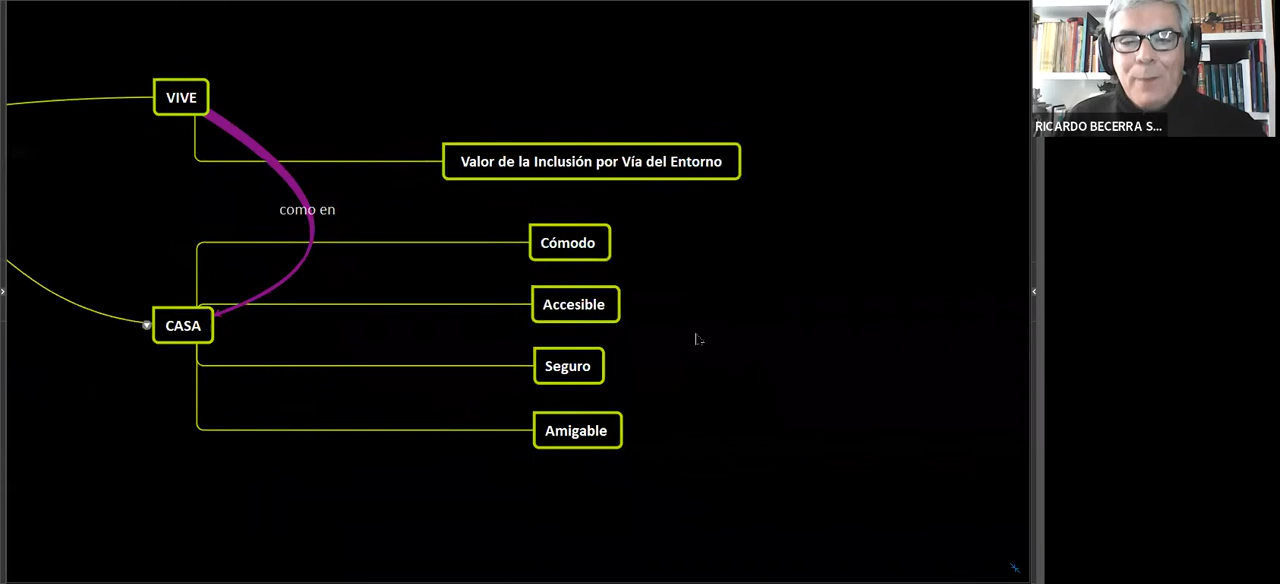 VIVE
Valor de la Inclusión por Vía del Entorno
como en
Cómodo
Accesible
CASA
Seguro
Amigable
RICARDO BECERRA S...